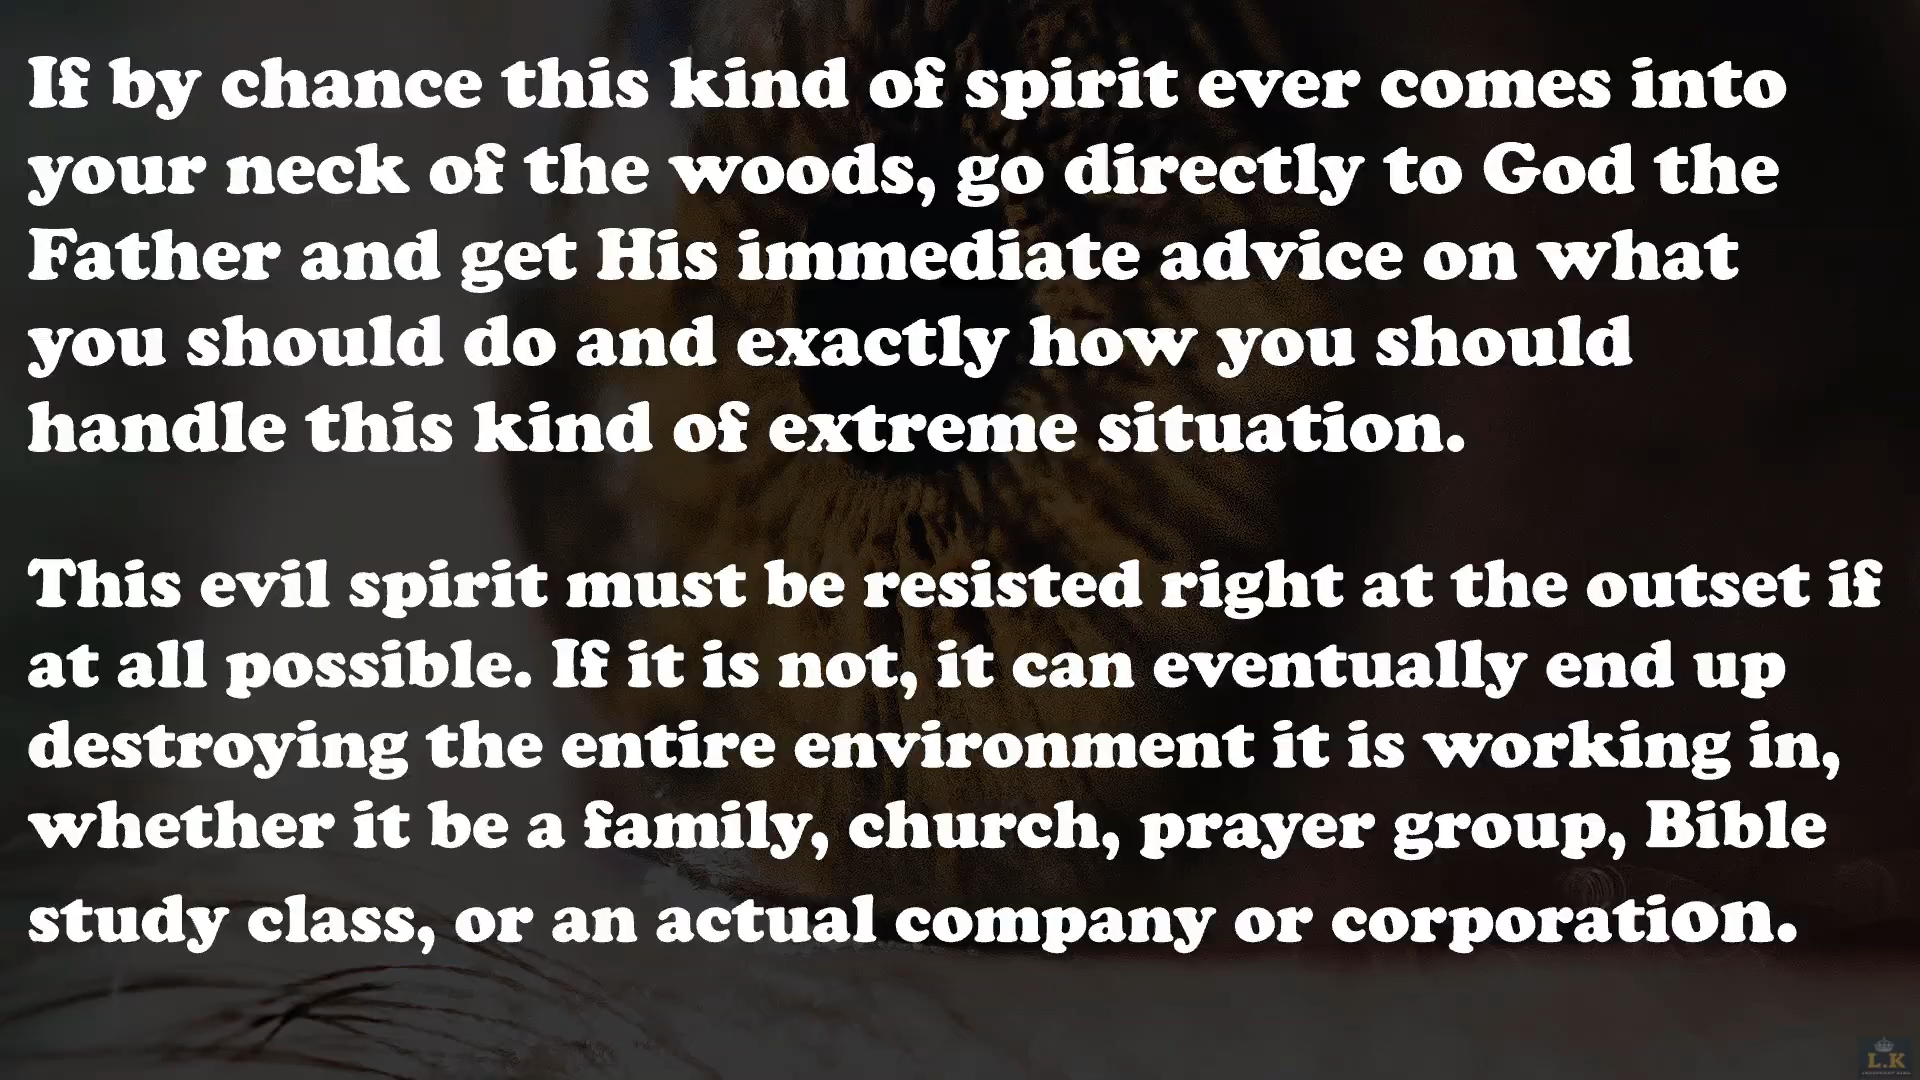 If by chance this kind of spirit ever comes into
your neck of the woods, go directly to God the
Father and get His immediate advice on what
you should do and exactly how you should
handle this kind of extreme situation.
This evil spirit must be resisted right at the outset if
at all possible. If it is not, it can eventually end up
destroying the entire environment it is working in,
whether it be a family, church, prayer group, Bible
study class, or an actual company or corporation.
L.K